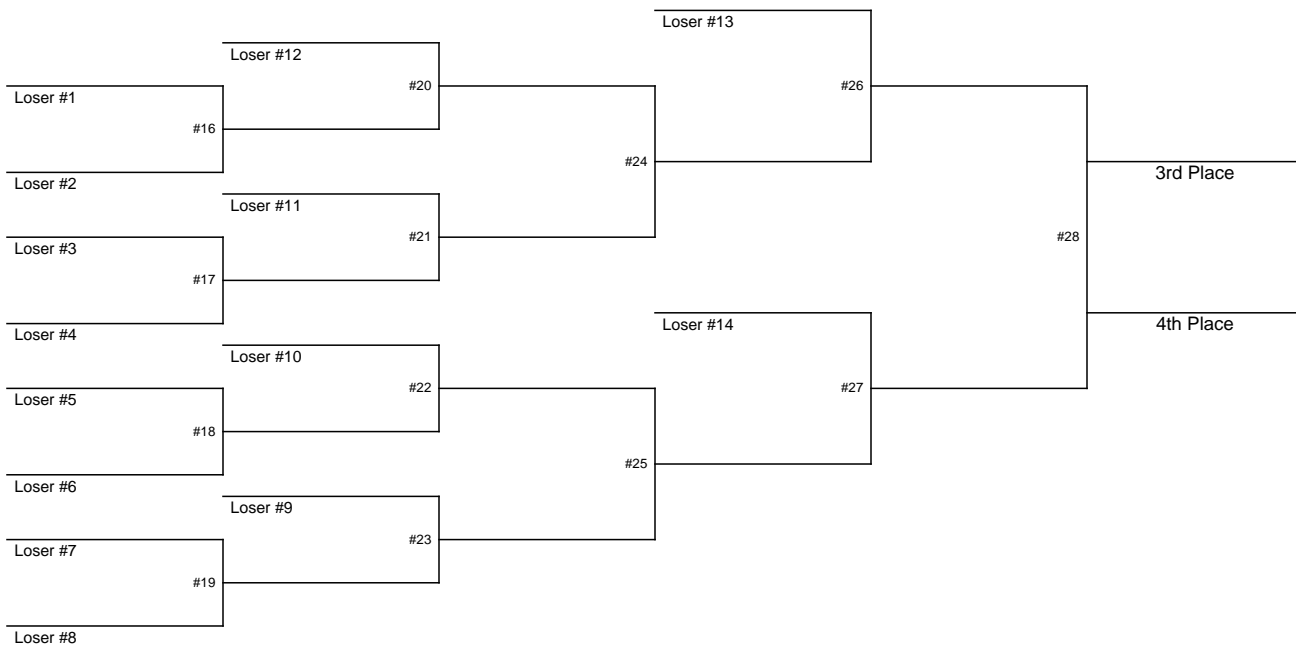 Loser #13
Loser #12
#20
#26
Loser #1
#16
#24
3rd Place
Loser #2
Loser #11
#21
#28
Loser #3
#17
Loser #14
4th Place
Loser #4
Loser #10
#22
#27
Loser #5
#18
#25
Loser #6
Loser #9
#23
Loser #7
#19
Loser #8